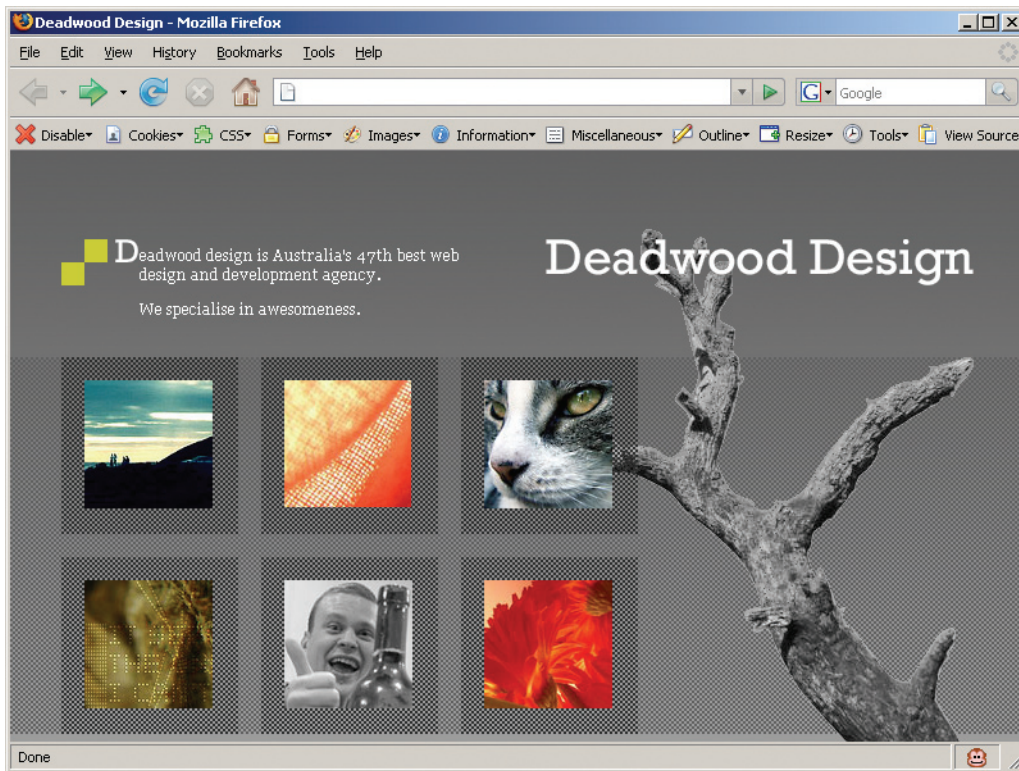 Deadwood Design - Mozilla Firefox
File Edit View History Bookmarks Tools Help
G Google
Disable Cookies CSS Forms Images Information Miscellaneous Outline Resize Tools View Source
Deadwood design is Australia's 47th best web
design and development agency.
We specialise in awesomeness.
Deadwood Design
Done